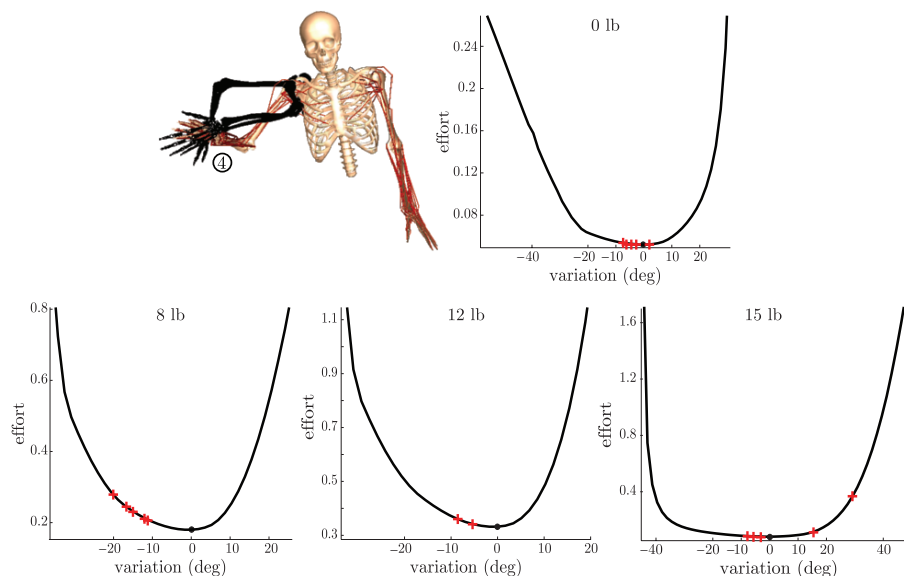 ④
0 lb
effort
0.24
0.2
0.16
0.12
0.08
−40 −20 −10 0 10 20
variation (deg)
8 lb
effort
0.8
0.6
0.4
0.2
−20 −10 0 10 20
variation (deg)
12 lb
effort
1.1
0.9
0.7
0.5
0.3
−20 −10 0 10 20
variation (deg)
15 lb
effort
1.6
1.2
0.8
0.4
−40 −20 −10 0 10 20 40
variation (deg)